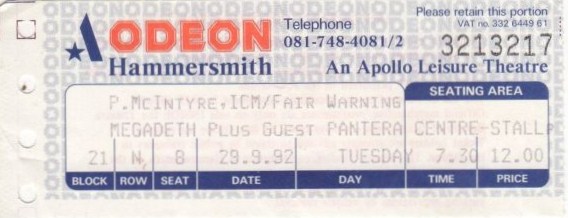 Please retain this portion
VAT no. 332 6449 61
ODEON
Telephone
081-748-4081/2
3213217
Hammersmith
An Apollo Leisure Theatre
P.McIntyre,ICM/Fair Warning
SEATING AREA
Megadeth Plus Guest Pantera
CENTRE-STALL
21 N, 8 29.9.92 TUESDAY 7.30 12.00
BLOCK ROW SEAT DATE DAY TIME PRICE